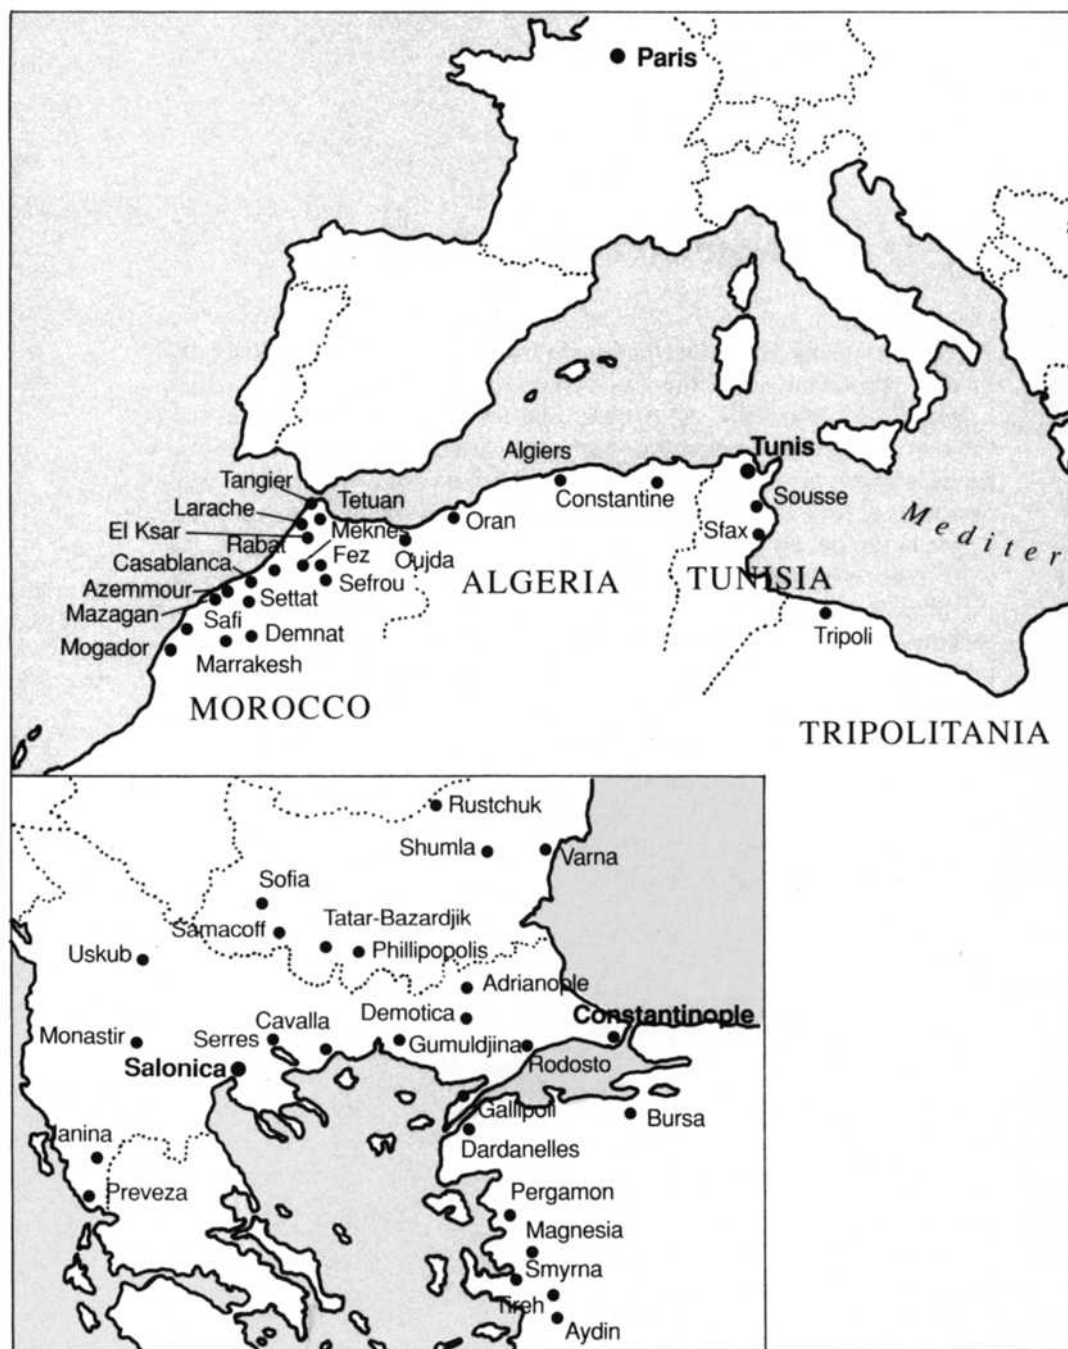 Paris
Algiers
Tunis
Tangier
Tetuan
Constantine
Sousse
Larache
Oran
Mediter
El Ksar
Meknes
Sfax
Rabat
Fez
Oujda
Casablanca
Sefrou
ALGERIA
TUNISIA
Azemmour
Settat
Mazagan
Safi
Demnat
Tripoli
Mogador
Marrakesh
MOROCCO
TRIPOLITANIA
Rustchuk
Shumla
Varna
Sofia
Tatar-Bazardjik
Samacoff
Uskub
Phillipopolis
Adrianople
Demotica
Constantinople
Cavalla
Monastir
Serres
Gumuldjina
Salonica
Rodosto
Gallipoli
Bursa
Janina
Dardanelles
Preveza
Pergamon
Magnesia
Smyrna
Tireh
Aydin